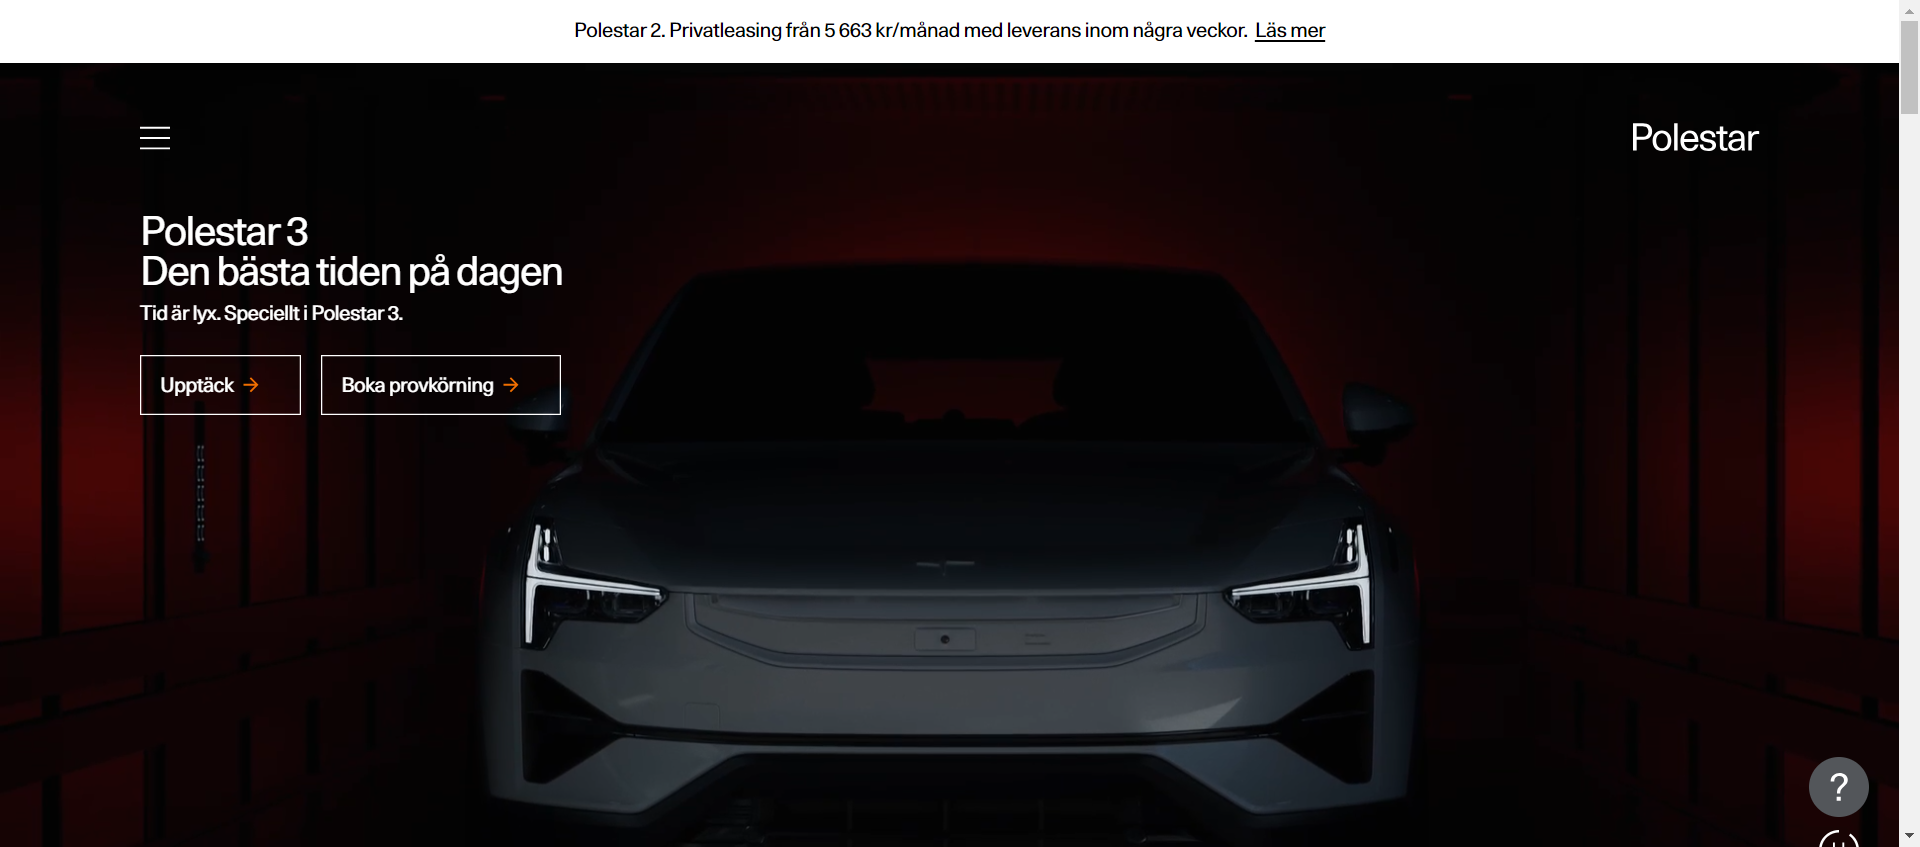 Polestar 2. Privatleasing från 5 663 kr/månad med leverans inom några veckor. Läs mer
Polestar
Polestar 3
Den bästa tiden på dagen
Tid är lyx. Speciellt i Polestar 3.
Upptäck → Boka provkörning →
?